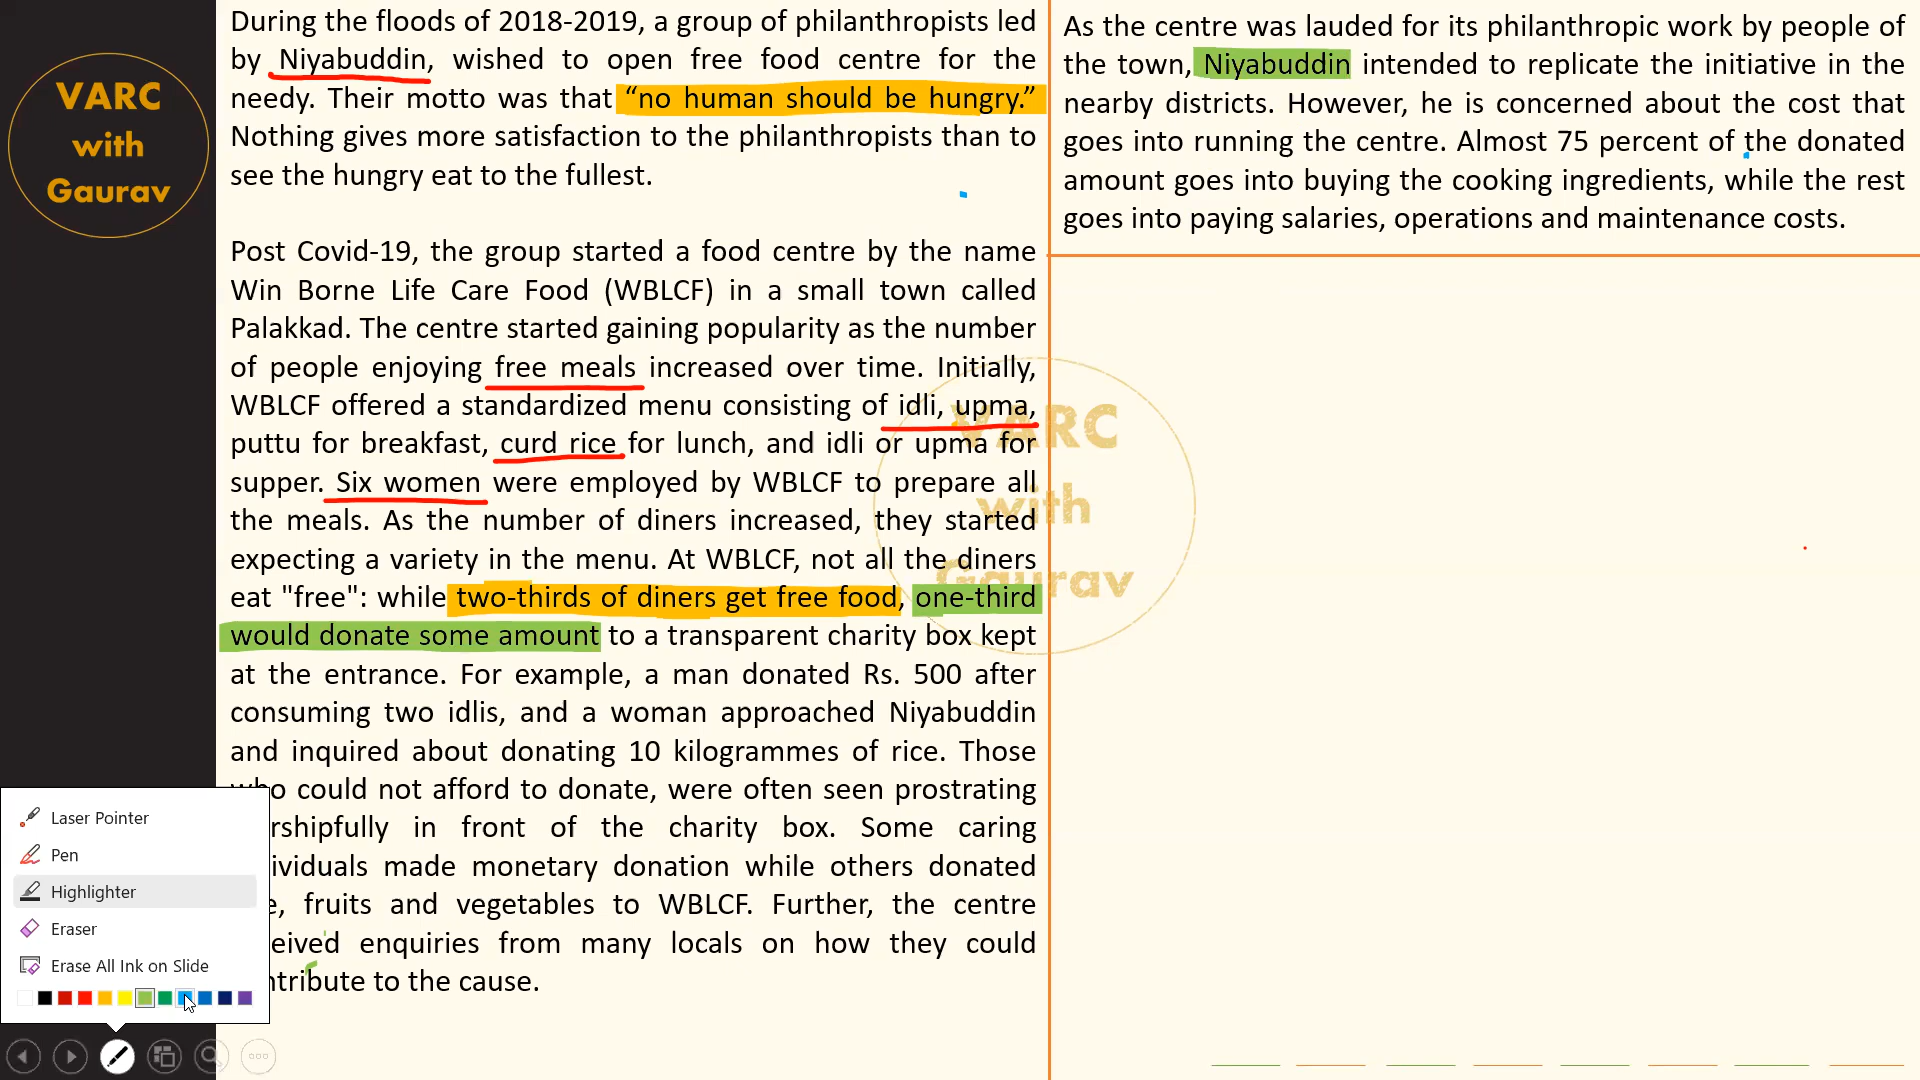 VARC
with
Gaurav
During the floods of 2018-2019, a group of philanthropists led
by Niyabuddin, wished to open free food centre for the
needy. Their motto was that “no human should be hungry.”
Nothing gives more satisfaction to the philanthropists than to
see the hungry eat to the fullest.
Post Covid-19, the group started a food centre by the name
Win Borne Life Care Food (WBLCF) in a small town called
Palakkad. The centre started gaining popularity as the number
of people enjoying free meals increased over time. Initially,
WBLCF offered a standardized menu consisting of idli, upma,
puttu for breakfast, curd rice for lunch, and idli or upma for
supper. Six women were employed by WBLCF to prepare all
the meals. As the number of diners increased, they started
expecting a variety in the menu. At WBLCF, not all the diners
eat "free": while two-thirds of diners get free food, one-third
would donate some amount to a transparent charity box kept
at the entrance. For example, a man donated Rs. 500 after
consuming two idlis, and a woman approached Niyabuddin
and inquired about donating 10 kilogrammes of rice. Those
who could not afford to donate, were often seen prostrating
rshipfully in front of the charity box. Some caring
ividuals made monetary donation while others donated
e, fruits and vegetables to WBLCF. Further, the centre
eived enquiries from many locals on how they could
ntribute to the cause.
As the centre was lauded for its philanthropic work by people of
the town, Niyabuddin intended to replicate the initiative in the
nearby districts. However, he is concerned about the cost that
goes into running the centre. Almost 75 percent of the donated
amount goes into buying the cooking ingredients, while the rest
goes into paying salaries, operations and maintenance costs.
VARC
with
Gaurav
Laser Pointer
Pen
Highlighter
Eraser
Erase All Ink on Slide